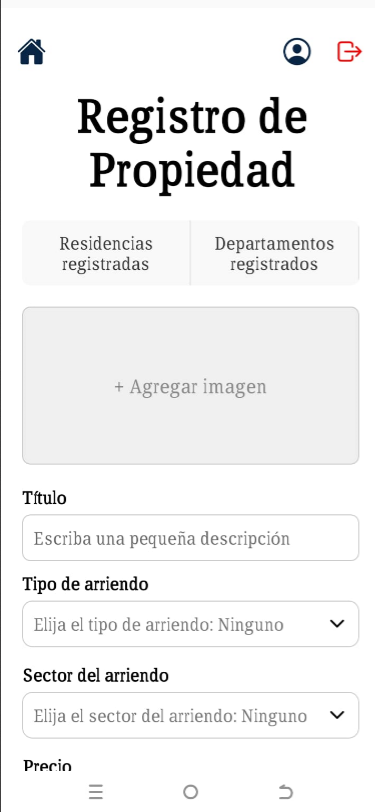 Registro de
Propiedad
Residencias
registradas
Departamentos
registrados
+ Agregar imagen
Título
Escriba una pequeña descripción
Tipo de arriendo
Elija el tipo de arriendo: Ninguno
Sector del arriendo
Elija el sector del arriendo: Ninguno
Precio